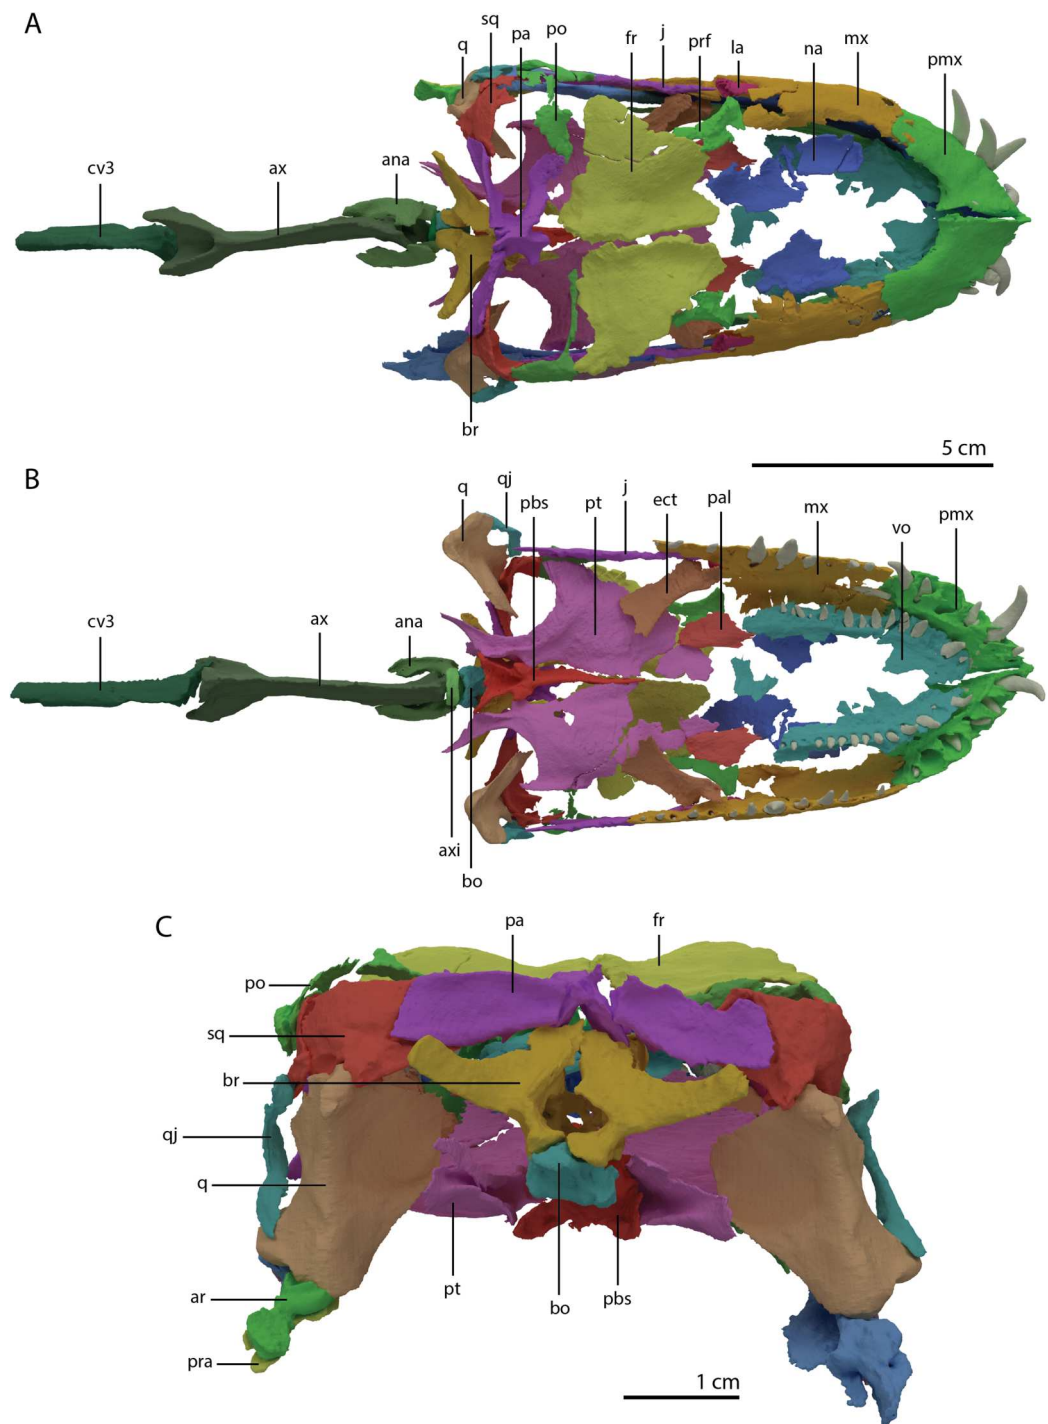 A
q sq pa po fr j prf la na mx pmx
cv3 ax ana
br
5 cm
B
q qj pbs pt j ect pal mx vo pmx
cv3 ax ana
axi
bo
C
pa fr
po
sq
br
qj
q
pt bo pbs
ar
pra
1 cm